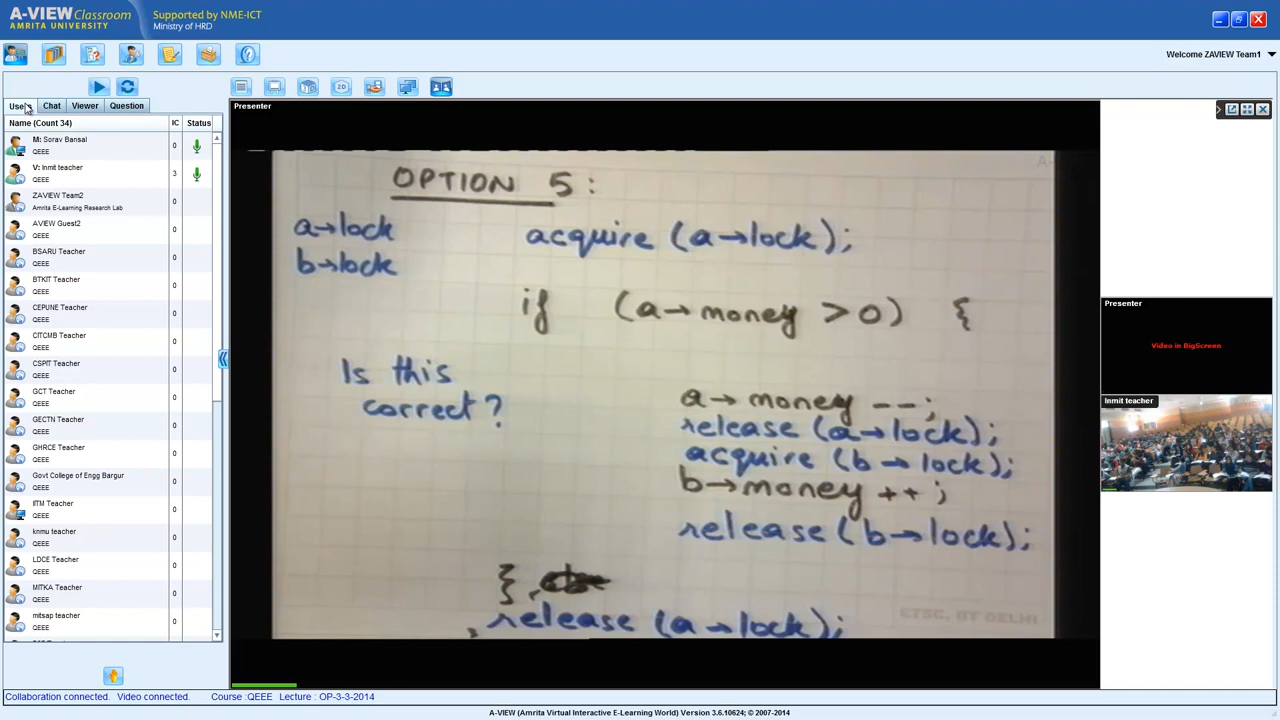 A-VIEW Classroom
AMRITA UNIVERSITY
Supported by NME-ICT
Ministry of HRD
Welcome ZAVIEW Team1
Chat
Viewer
Question
Name (Count 34)
IC
Status
M: Sorav Bansal
QEEE
0
V: Inmit teacher
QEEE
3
ZAVIEW Team2
Amrita E-Learning Research Lab
0
AVIEW Guest2
QEEE
0
BSARU Teacher
QEEE
0
BTKIT Teacher
QEEE
0
CEPUNE Teacher
QEEE
0
CITCMB Teacher
QEEE
0
CSPIT Teacher
QEEE
0
GCT Teacher
QEEE
0
GECTN Teacher
QEEE
0
GHRCE Teacher
QEEE
0
Govt College of Engg Bargur
QEEE
0
IITM Teacher
QEEE
0
knmu teacher
QEEE
0
LDCE Teacher
QEEE
0
MITKA Teacher
QEEE
0
mitsap teacher
QEEE
0
Presenter
OPTION 5:
a→lock
b→lock
acquire (a→lock);
if (a→money >0) {
Is this
correct?
a→ money --;
release (a→lock);
acquire (b→lock);
b→money ++;
release (b→lock);
}
release (a→lock);
ETSC, IIT DELHI
Presenter
Video in BigScreen
Inmit teacher
Collaboration connected. Video connected. Course :QEEE Lecture : OP-3-3-2014
A-VIEW (Amrita Virtual Interactive E-Learning World) Version 3.6.10624; © 2007-2014